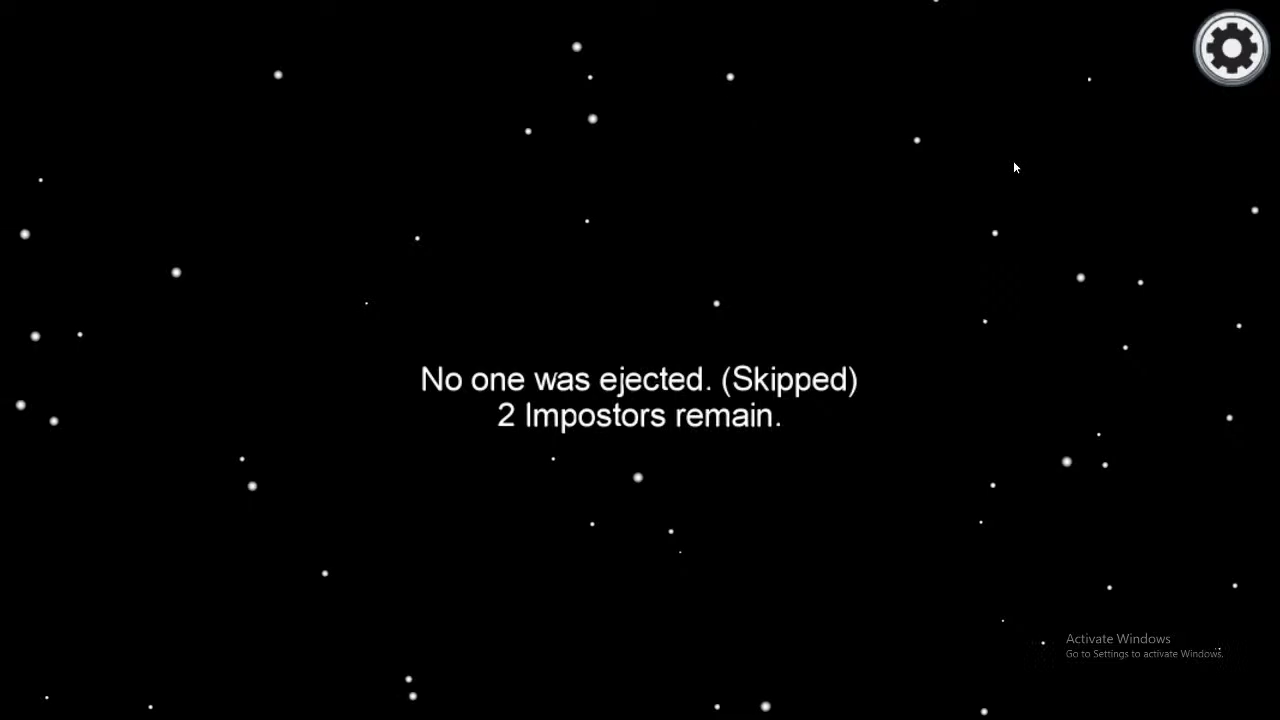 No one was ejected. (Skipped)
2 Impostors remain.
Activate Windows
Go to Settings to activate Windows.